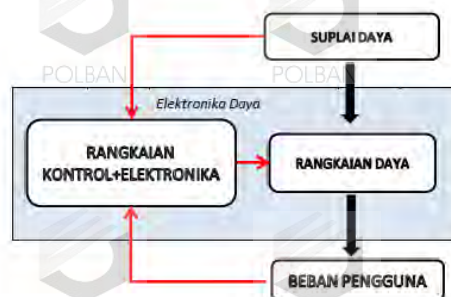 SUPLAI DAYA
POLBAN
POLBAN
Elektronika Daya
RANGKAIAN
KONTROL+ELEKTRONIKA
RANGKAIAN DAYA
BEBAN PENGGUNA